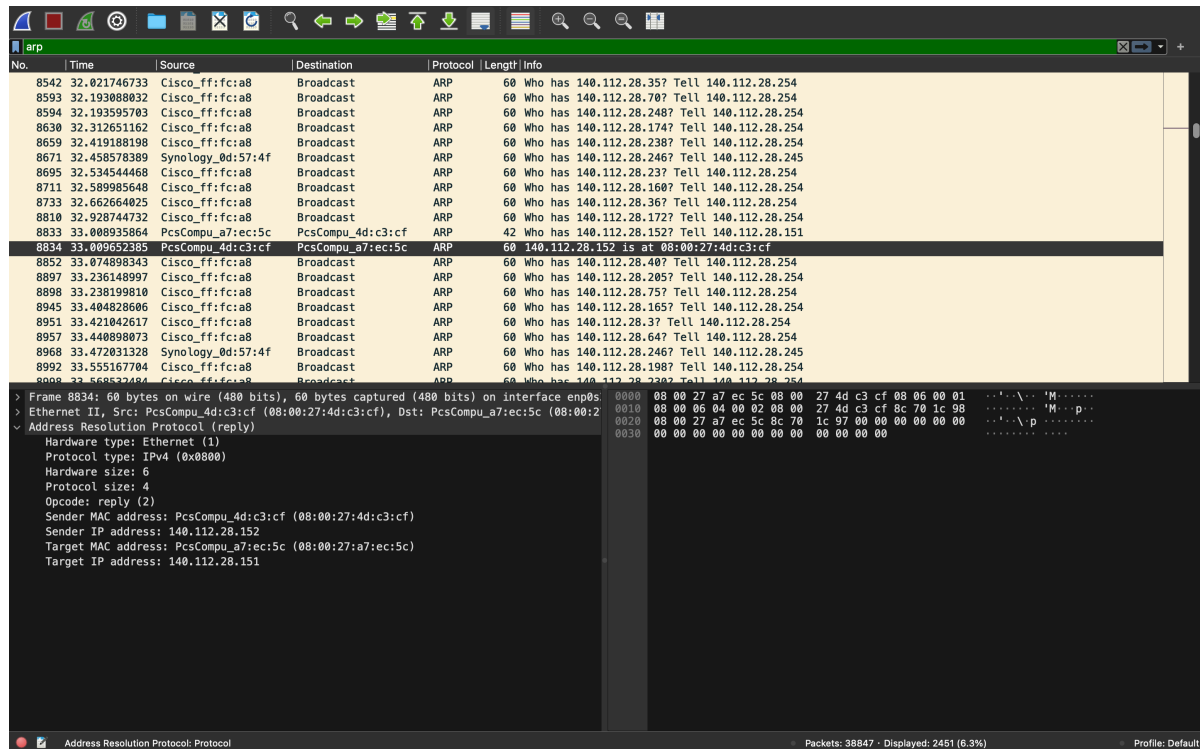 arp
No. Time Source Destination Protocol Length Info
8542 32.021746733 Cisco_ff:fc:a8 Broadcast ARP 60 Who has 140.112.28.35? Tell 140.112.28.254
8593 32.193088032 Cisco_ff:fc:a8 Broadcast ARP 60 Who has 140.112.28.70? Tell 140.112.28.254
8594 32.193595703 Cisco_ff:fc:a8 Broadcast ARP 60 Who has 140.112.28.248? Tell 140.112.28.254
8630 32.312651162 Cisco_ff:fc:a8 Broadcast ARP 60 Who has 140.112.28.174? Tell 140.112.28.254
8659 32.419188198 Cisco_ff:fc:a8 Broadcast ARP 60 Who has 140.112.28.238? Tell 140.112.28.254
8671 32.458578389 Synology_0d:57:4f Broadcast ARP 60 Who has 140.112.28.246? Tell 140.112.28.245
8695 32.534544468 Cisco_ff:fc:a8 Broadcast ARP 60 Who has 140.112.28.23? Tell 140.112.28.254
8711 32.589985648 Cisco_ff:fc:a8 Broadcast ARP 60 Who has 140.112.28.160? Tell 140.112.28.254
8733 32.662664025 Cisco_ff:fc:a8 Broadcast ARP 60 Who has 140.112.28.36? Tell 140.112.28.254
8810 32.928744732 Cisco_ff:fc:a8 Broadcast ARP 60 Who has 140.112.28.172? Tell 140.112.28.254
8833 33.008935864 PcsCompu_a7:ec:5c PcsCompu_4d:c3:cf ARP 42 Who has 140.112.28.152? Tell 140.112.28.151
8834 33.009652385 PcsCompu_4d:c3:cf PcsCompu_a7:ec:5c ARP 60 140.112.28.152 is at 08:00:27:4d:c3:cf
8852 33.074898343 Cisco_ff:fc:a8 Broadcast ARP 60 Who has 140.112.28.40? Tell 140.112.28.254
8897 33.236148997 Cisco_ff:fc:a8 Broadcast ARP 60 Who has 140.112.28.205? Tell 140.112.28.254
8898 33.238199810 Cisco_ff:fc:a8 Broadcast ARP 60 Who has 140.112.28.75? Tell 140.112.28.254
8945 33.404828606 Cisco_ff:fc:a8 Broadcast ARP 60 Who has 140.112.28.165? Tell 140.112.28.254
8951 33.421042617 Cisco_ff:fc:a8 Broadcast ARP 60 Who has 140.112.28.3? Tell 140.112.28.254
8957 33.440898073 Cisco_ff:fc:a8 Broadcast ARP 60 Who has 140.112.28.64? Tell 140.112.28.254
8968 33.472031328 Synology_0d:57:4f Broadcast ARP 60 Who has 140.112.28.246? Tell 140.112.28.245
8992 33.555167704 Cisco_ff:fc:a8 Broadcast ARP 60 Who has 140.112.28.198? Tell 140.112.28.254
8998 33.568532484 Cisco_ff:fc:a8 Broadcast ARP 60 Who has 140.112.28.230? Tell 140.112.28.254
Frame 8834: 60 bytes on wire (480 bits), 60 bytes captured (480 bits) on interface enp0s
Ethernet II, Src: PcsCompu_4d:c3:cf (08:00:27:4d:c3:cf), Dst: PcsCompu_a7:ec:5c (08:00:2
Address Resolution Protocol (reply)
Hardware type: Ethernet (1)
Protocol type: IPv4 (0x0800)
Hardware size: 6
Protocol size: 4
Opcode: reply (2)
Sender MAC address: PcsCompu_4d:c3:cf (08:00:27:4d:c3:cf)
Sender IP address: 140.112.28.152
Target MAC address: PcsCompu_a7:ec:5c (08:00:27:a7:ec:5c)
Target IP address: 140.112.28.151
0000 08 00 27 a7 ec 5c 08 00 27 4d c3 cf 08 06 00 01 ··'··\·· 'M······
0010 08 00 06 04 00 02 08 00 27 4d c3 cf 8c 70 1c 98 ········ 'M···p··
0020 08 00 27 a7 ec 5c 8c 70 1c 97 00 00 00 00 00 00 ··'··\·p ········
0030 00 00 00 00 00 00 00 00 00 00 00 00 ········ ····
Address Resolution Protocol: Protocol
Packets: 38847 · Displayed: 2451 (6.3%)
Profile: Default